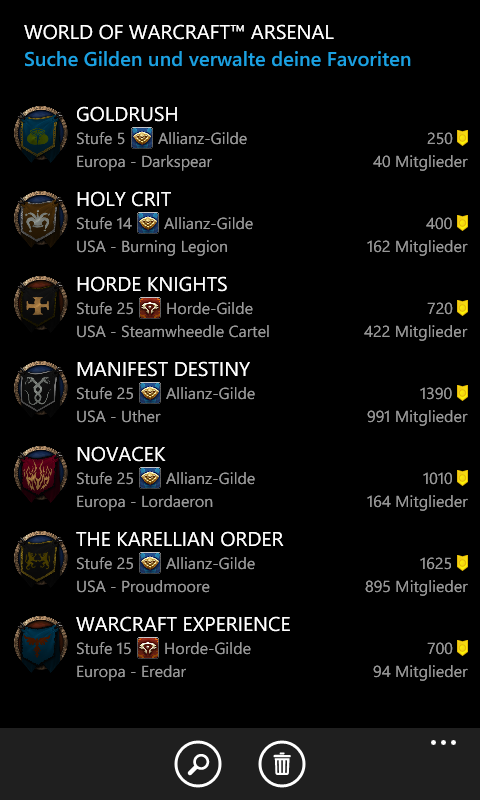 WORLD OF WARCRAFT™ ARSENAL
Suche Gilden und verwalte deine Favoriten
GOLDRUSH
Stufe 5 Allianz-Gilde 250
Europa - Darkspear 40 Mitglieder
HOLY CRIT
Stufe 14 Allianz-Gilde 400
USA - Burning Legion 162 Mitglieder
HORDE KNIGHTS
Stufe 25 Horde-Gilde 720
USA - Steamwheedle Cartel 422 Mitglieder
MANIFEST DESTINY
Stufe 25 Allianz-Gilde 1390
USA - Uther 991 Mitglieder
NOVACEK
Stufe 25 Allianz-Gilde 1010
Europa - Lordaeron 164 Mitglieder
THE KARELLIAN ORDER
Stufe 25 Allianz-Gilde 1625
USA - Proudmoore 895 Mitglieder
WARCRAFT EXPERIENCE
Stufe 15 Horde-Gilde 700
Europa - Eredar 94 Mitglieder